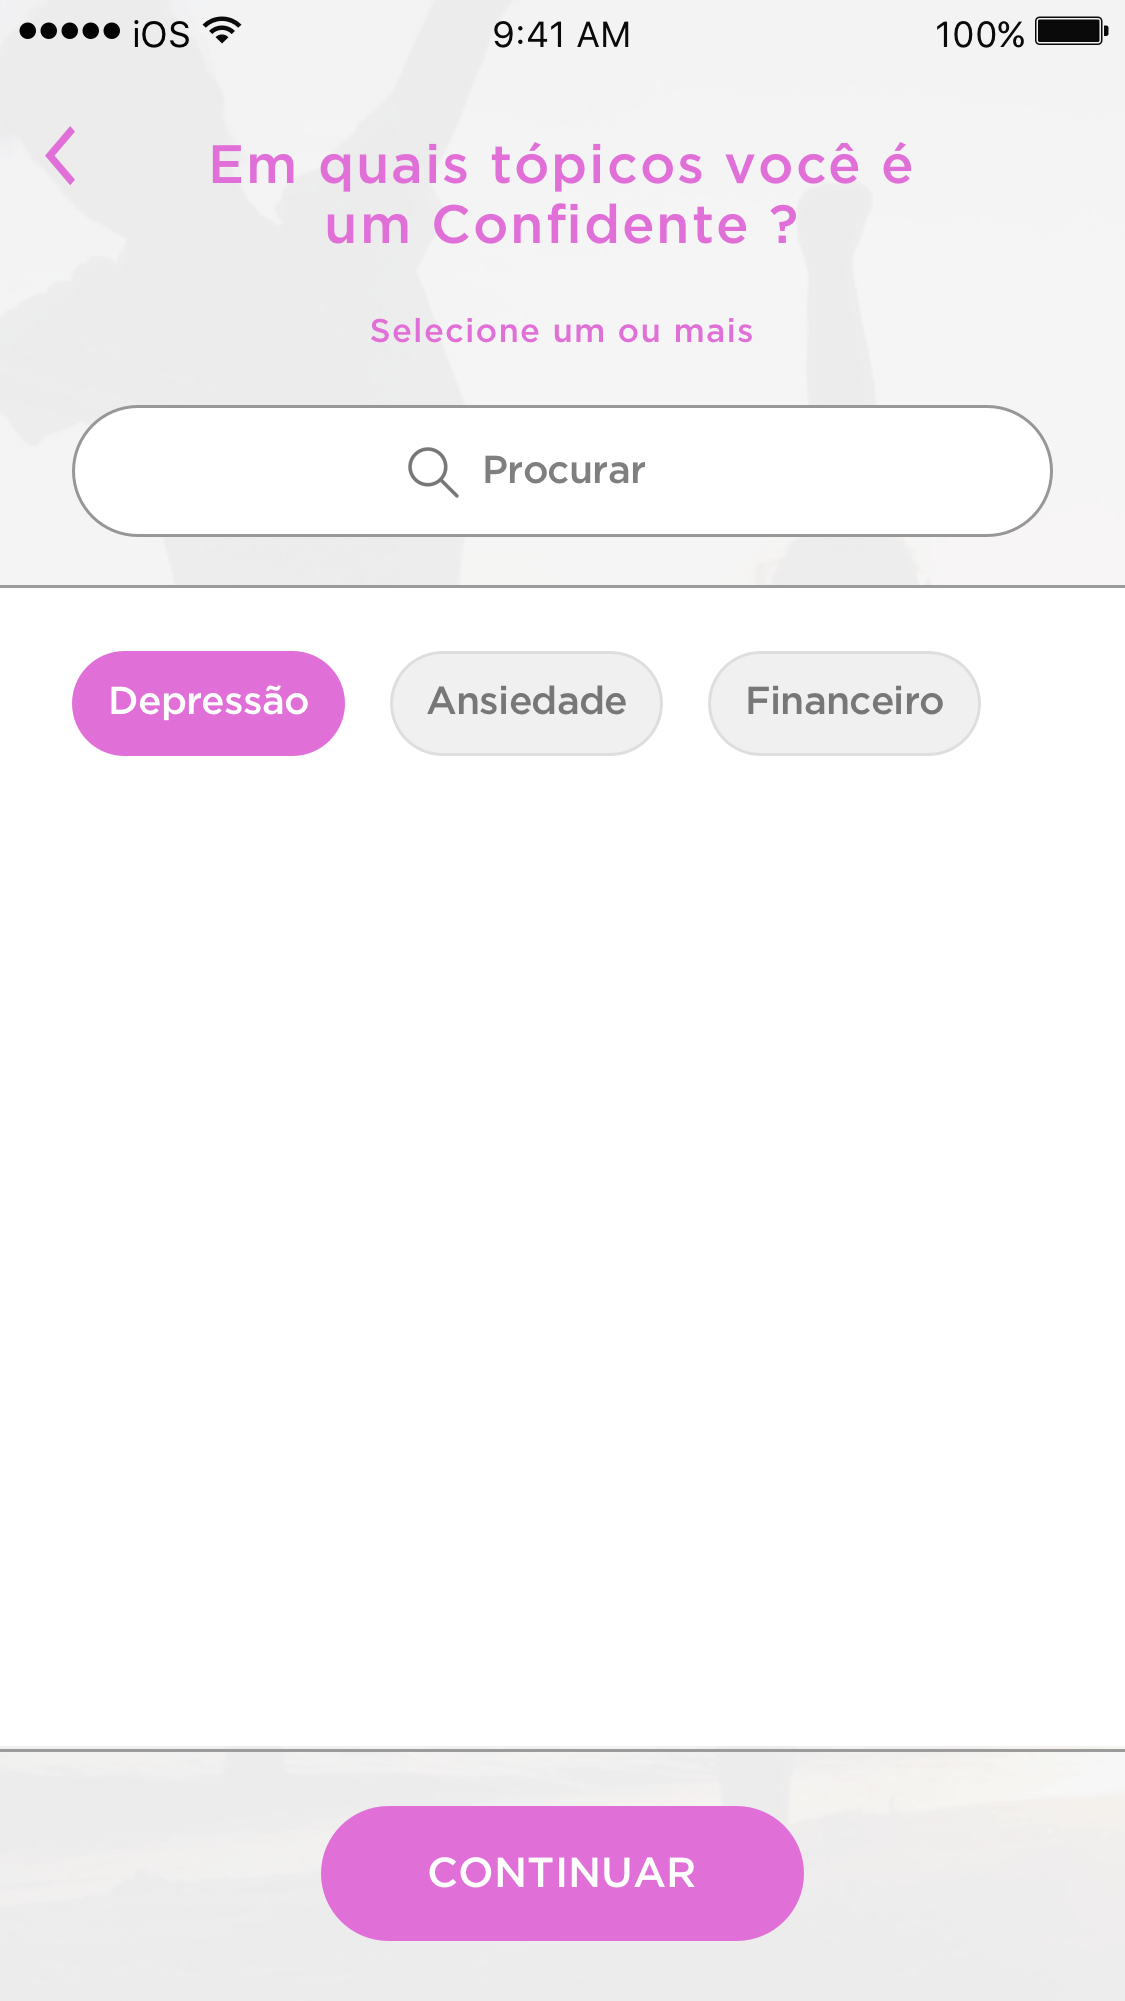 iOS 9:41 AM 100%
Em quais tópicos você é
um Confidente ?
Selecione um ou mais
Procurar
Depressão Ansiedade Financeiro
CONTINUAR